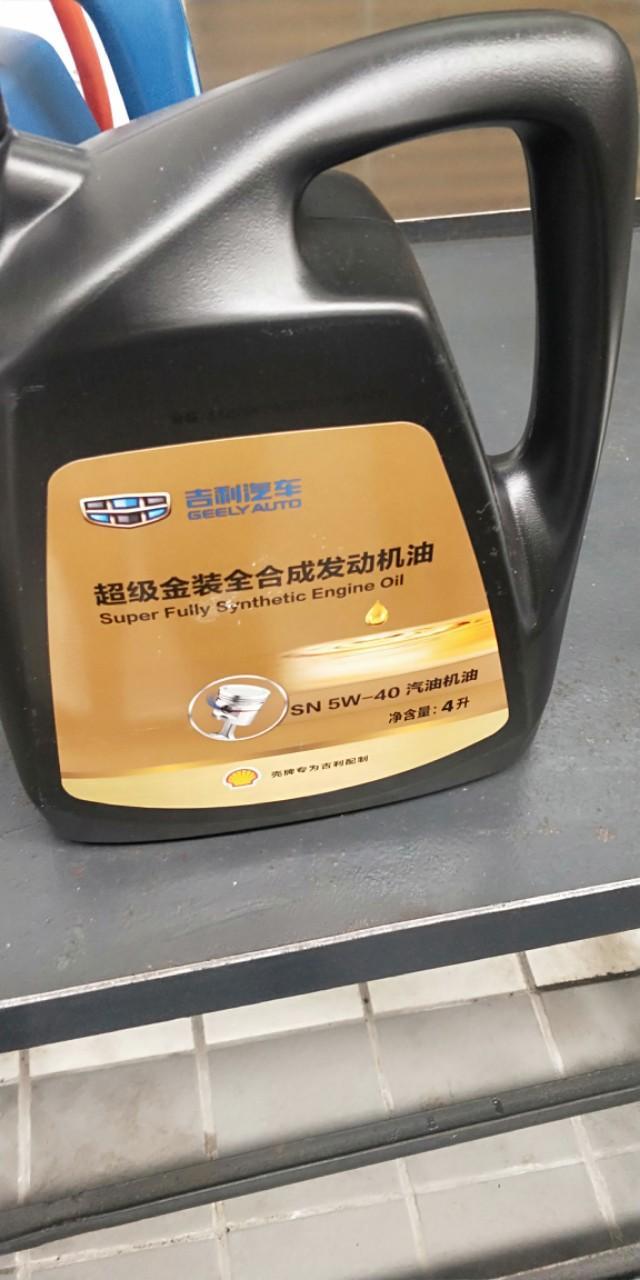 吉利汽车
GEELY AUTO
超级金装全合成发动机油
Super Fully Synthetic Engine Oil
SN 5W-40 汽油机油
净含量：4升
壳牌专为吉利配制